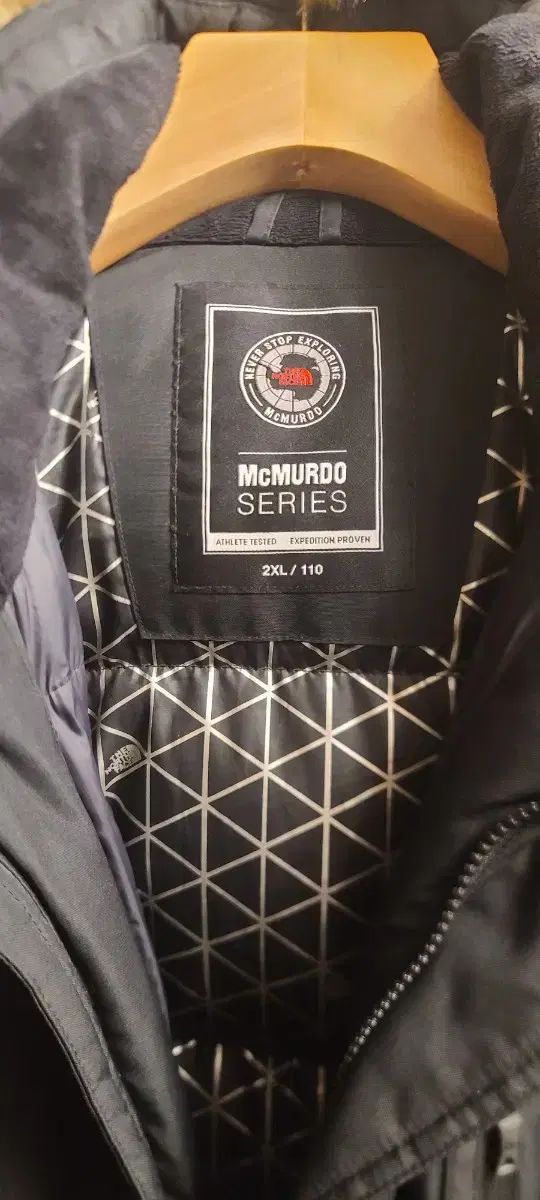 NEVER STOP EXPLORING
THE
NORTH
FACE
McMURDO
McMURDO
SERIES
ATHLETE TESTED EXPEDITION PROVEN
2XL / 110
THE
NORTH
FACE